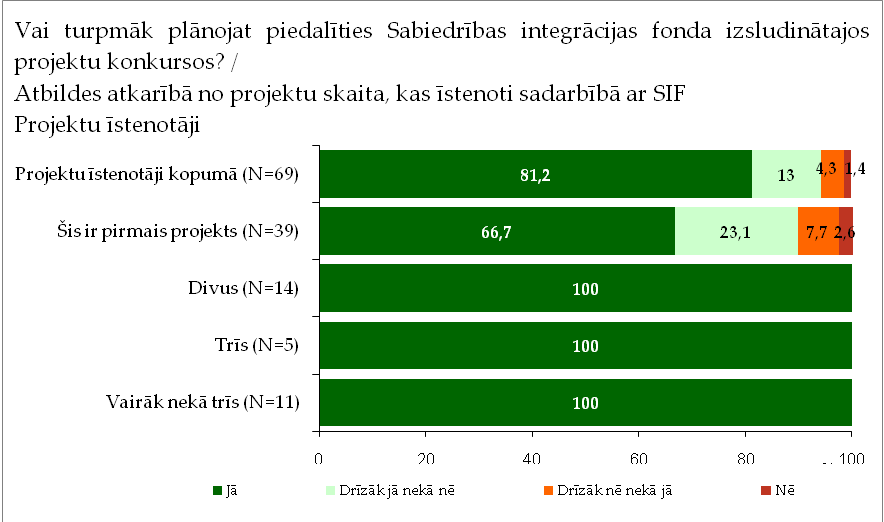 Vai turpmāk plānojat piedalīties Sabiedrības integrācijas fonda izsludinātajos
projektu konkursos? /
Atbildes atkarībā no projektu skaita, kas īstenoti sadarbībā ar SIF
Projektu īstenotāji
Projektu īstenotāji kopumā (N=69)
81,2
13
4,3
1,4
Šis ir pirmais projekts (N=39)
66,7
23,1
7,7
2,6
Divus (N=14)
100
Trīs (N=5)
100
Vairāk nekā trīs (N=11)
100
0
20
40
60
80
100
Jā
Drīzāk jā nekā nē
Drīzāk nē nekā jā
Nē